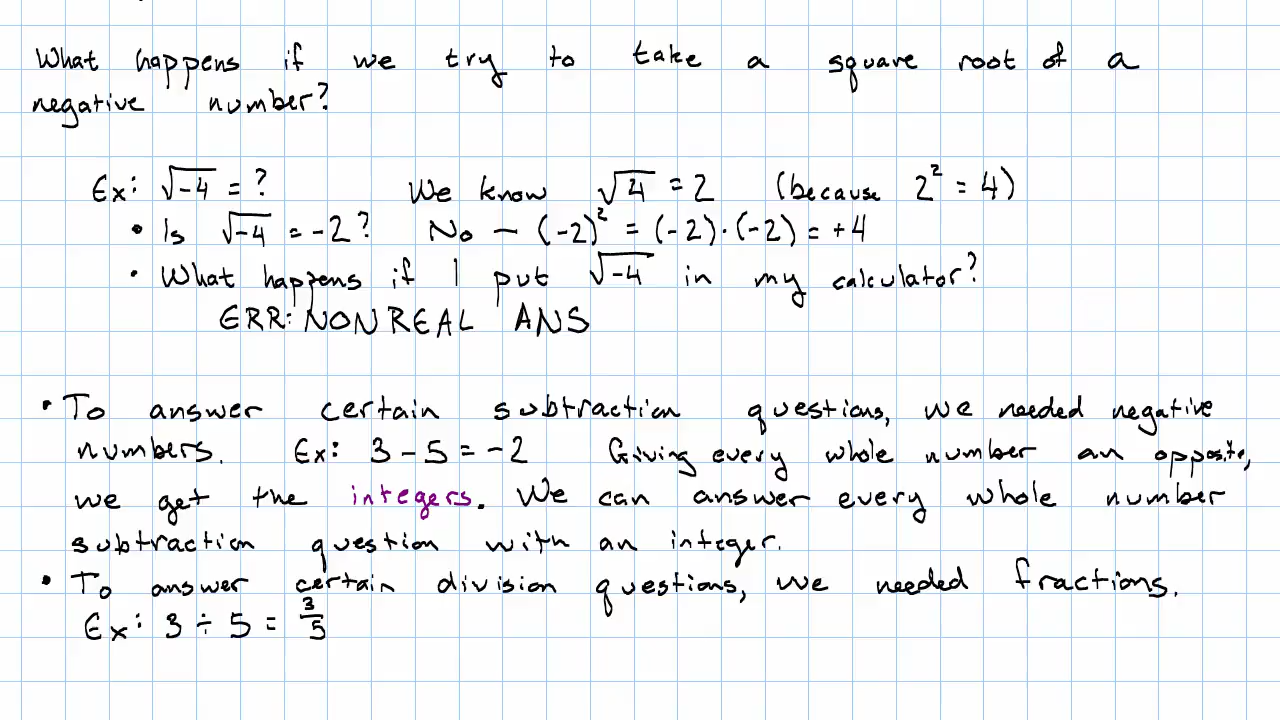 What happens if we try to take a square root of a
negative number?
Ex: √-4 = ? We know √4 = 2 (because 2² = 4)
• Is √-4 = -2? No – (-2)² = (-2)·(-2) = +4
• What happens if I put √-4 in my calculator?
ERR: NONREAL ANS
• To answer certain subtraction questions, we needed negative
numbers. Ex: 3 - 5 = -2 Giving every whole number an opposite,
we get the integers. We can answer every whole number
subtraction question with an integer.
• To answer certain division questions, we needed fractions.
Ex: 3 ÷ 5 = 3/5